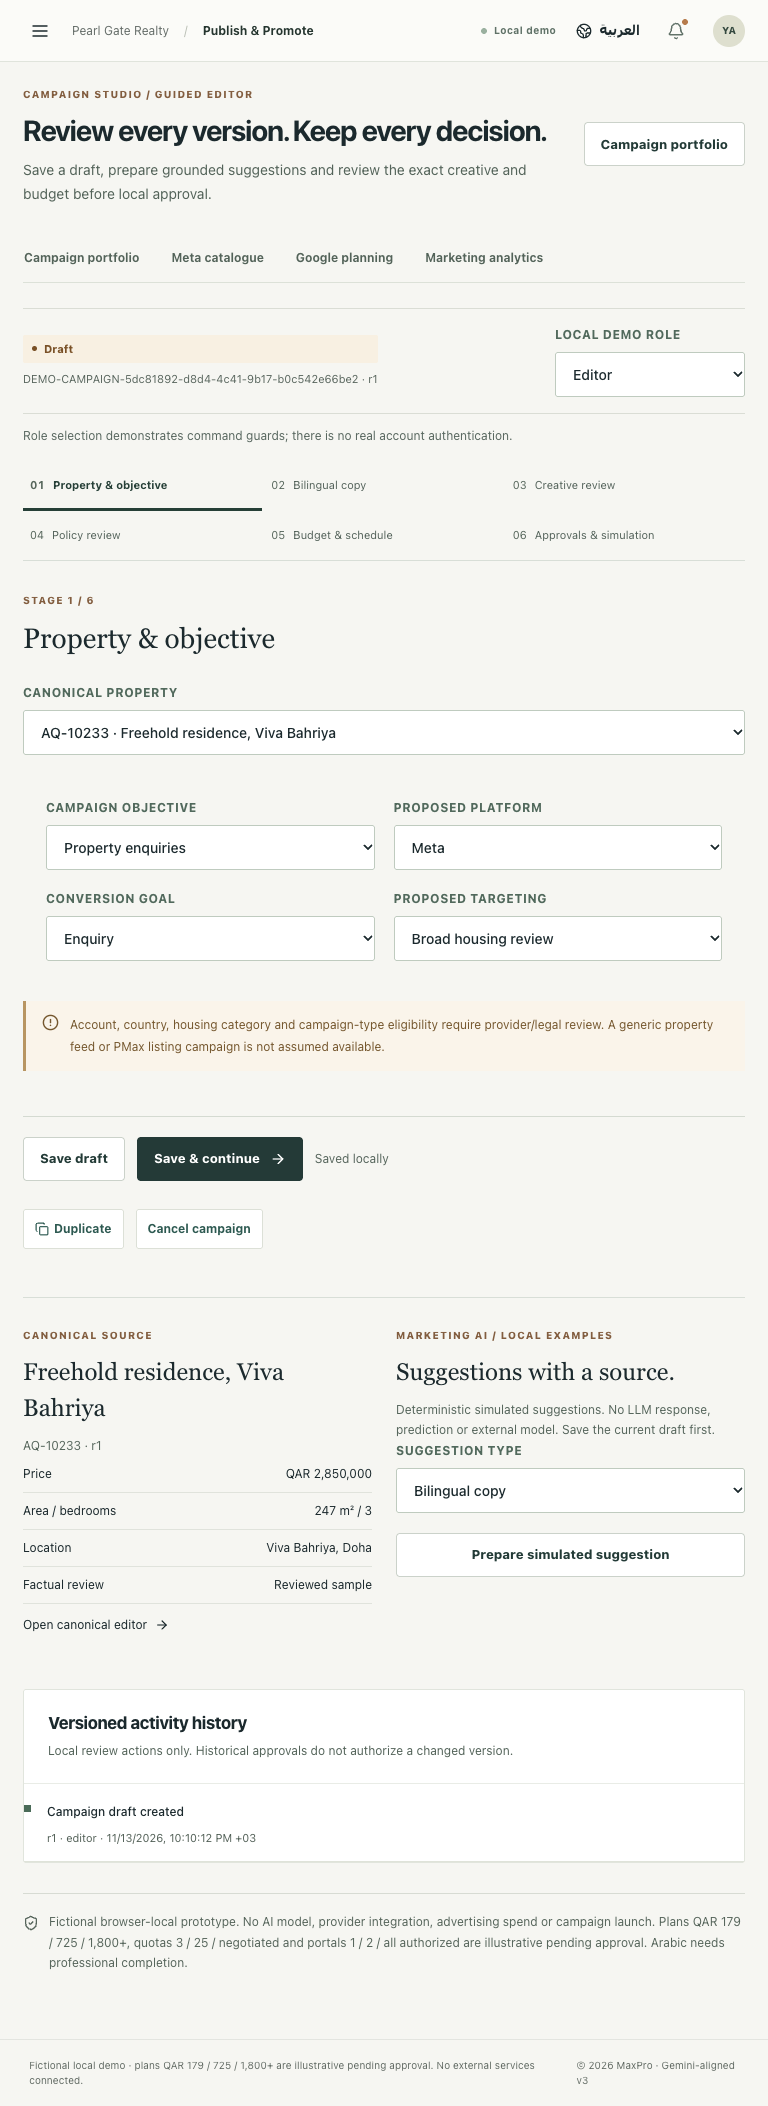 Pearl Gate Realty / Publish & Promote
Local demo
العربية
YA
CAMPAIGN STUDIO / GUIDED EDITOR
Review every version. Keep every decision.
Campaign portfolio
Save a draft, prepare grounded suggestions and review the exact creative and
budget before local approval.
Campaign portfolio
Meta catalogue
Google planning
Marketing analytics
Draft
DEMO-CAMPAIGN-5dc81892-d8d4-4c41-9b17-b0c542e66be2 · r1
LOCAL DEMO ROLE
Editor
Role selection demonstrates command guards; there is no real account authentication.
01 Property & objective
02 Bilingual copy
03 Creative review
04 Policy review
05 Budget & schedule
06 Approvals & simulation
STAGE 1 / 6
Property & objective
CANONICAL PROPERTY
AQ-10233 · Freehold residence, Viva Bahriya
CAMPAIGN OBJECTIVE
Property enquiries
PROPOSED PLATFORM
Meta
CONVERSION GOAL
Enquiry
PROPOSED TARGETING
Broad housing review
Account, country, housing category and campaign-type eligibility require provider/legal review. A generic property
feed or PMax listing campaign is not assumed available.
Save draft
Save & continue
Saved locally
Duplicate
Cancel campaign
CANONICAL SOURCE
Freehold residence, Viva
Bahriya
AQ-10233 · r1
Price QAR 2,850,000
Area / bedrooms 247 m² / 3
Location Viva Bahriya, Doha
Factual review Reviewed sample
Open canonical editor
MARKETING AI / LOCAL EXAMPLES
Suggestions with a source.
Deterministic simulated suggestions. No LLM response,
prediction or external model. Save the current draft first.
SUGGESTION TYPE
Bilingual copy
Prepare simulated suggestion
Versioned activity history
Local review actions only. Historical approvals do not authorize a changed version.
Campaign draft created
r1 · editor · 11/13/2026, 10:10:12 PM +03
Fictional browser-local prototype. No AI model, provider integration, advertising spend or campaign launch. Plans QAR 179
/ 725 / 1,800+, quotas 3 / 25 / negotiated and portals 1 / 2 / all authorized are illustrative pending approval. Arabic needs
professional completion.
Fictional local demo · plans QAR 179 / 725 / 1,800+ are illustrative pending approval. No external services
connected.
© 2026 MaxPro · Gemini-aligned
v3